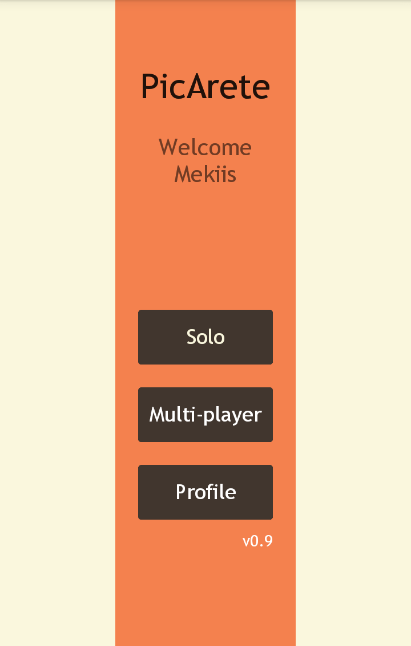 PicArete
Welcome
Mekiis
Solo
Multi-player
Profile
v0.9